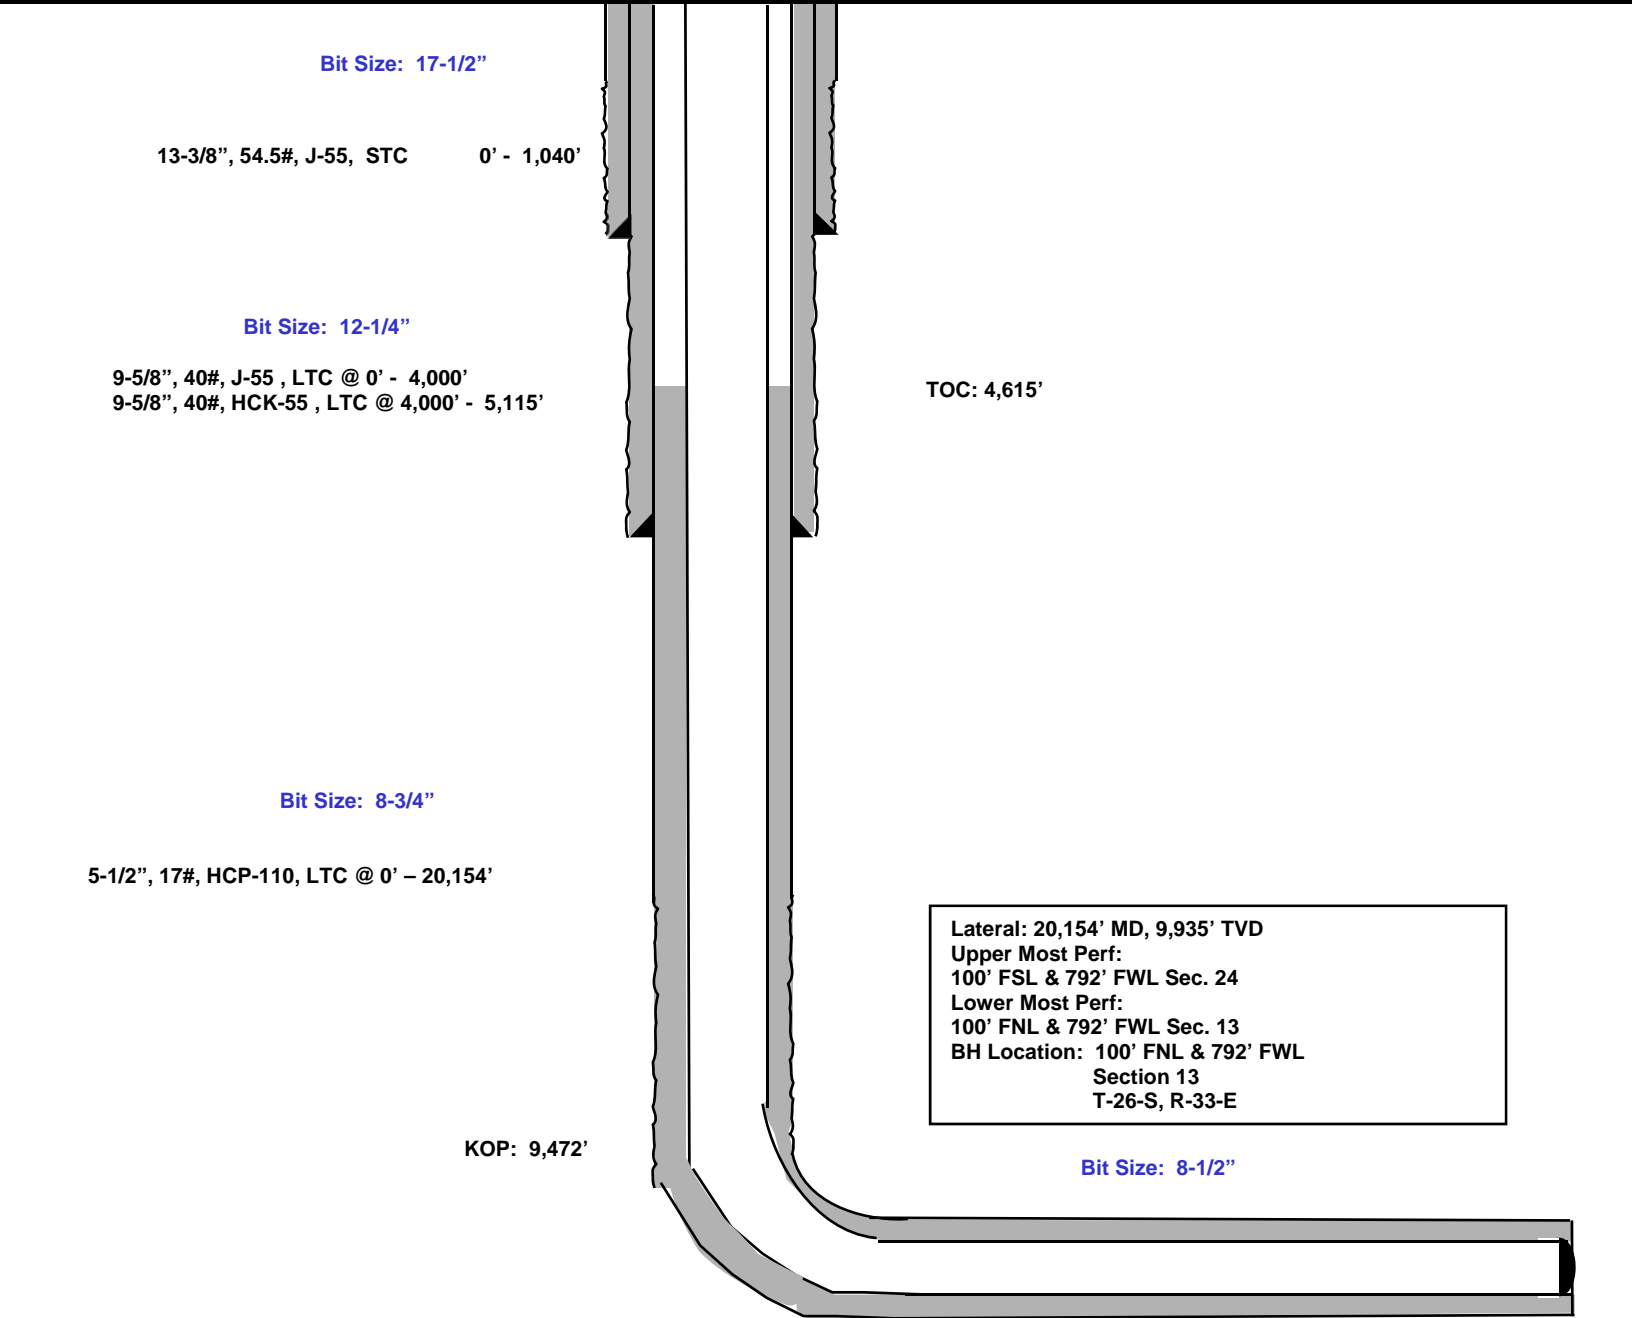 Bit Size: 17-1/2”
13-3/8”, 54.5#, J-55, STC 0’ - 1,040’
Bit Size: 12-1/4”
9-5/8”, 40#, J-55 , LTC @ 0’ - 4,000’
9-5/8”, 40#, HCK-55 , LTC @ 4,000’ - 5,115’
TOC: 4,615’
Bit Size: 8-3/4”
5-1/2”, 17#, HCP-110, LTC @ 0’ – 20,154’
Lateral: 20,154’ MD, 9,935’ TVD
Upper Most Perf:
100’ FSL & 792’ FWL Sec. 24
Lower Most Perf:
100’ FNL & 792’ FWL Sec. 13
BH Location: 100’ FNL & 792’ FWL
Section 13
T-26-S, R-33-E
KOP: 9,472’
Bit Size: 8-1/2”